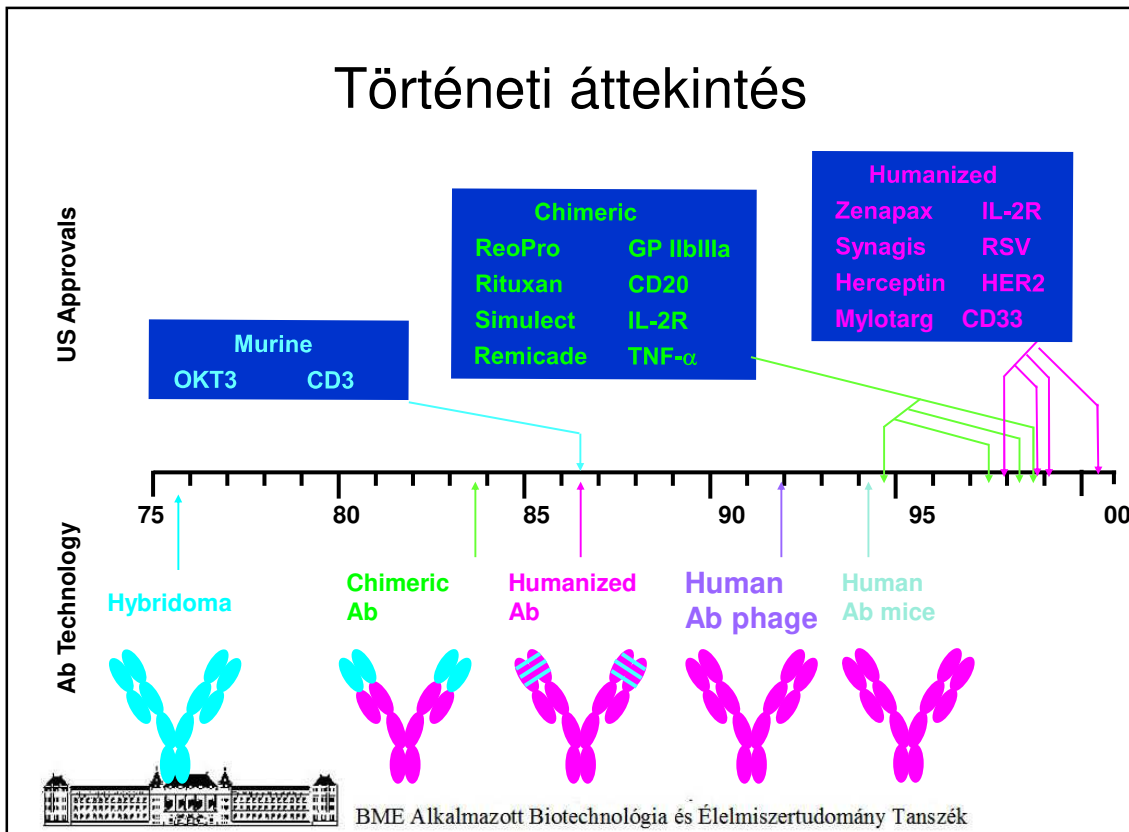 Történeti áttekintés
US Approvals
Murine
OKT3 CD3
Chimeric
ReoPro GP IIbIIIa
Rituxan CD20
Simulect IL-2R
Remicade TNF-α
Humanized
Zenapax IL-2R
Synagis RSV
Herceptin HER2
Mylotarg CD33
75 80 85 90 95 00
Ab Technology
Hybridoma
Chimeric
Ab
Humanized
Ab
Human
Ab phage
Human
Ab mice
BME Alkalmazott Biotechnológia és Élelmiszertudomány Tanszék